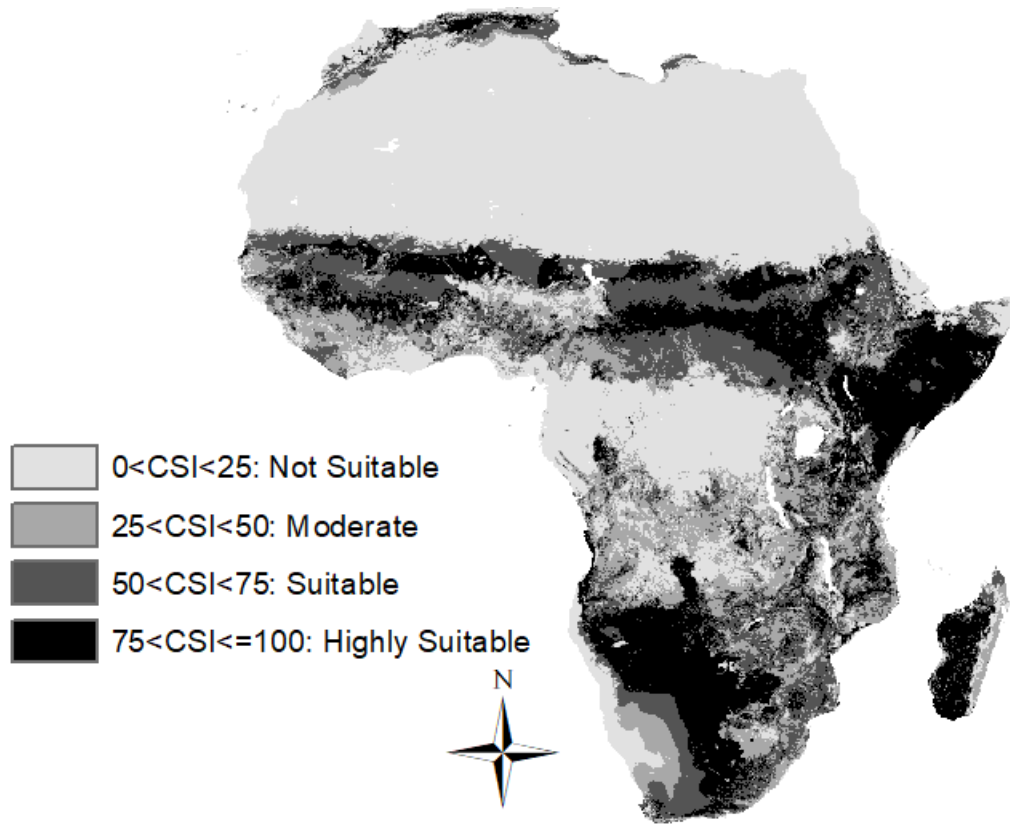 0<CSI<25: Not Suitable
25<CSI<50: Moderate
50<CSI<75: Suitable
75<CSI<=100: Highly Suitable
N